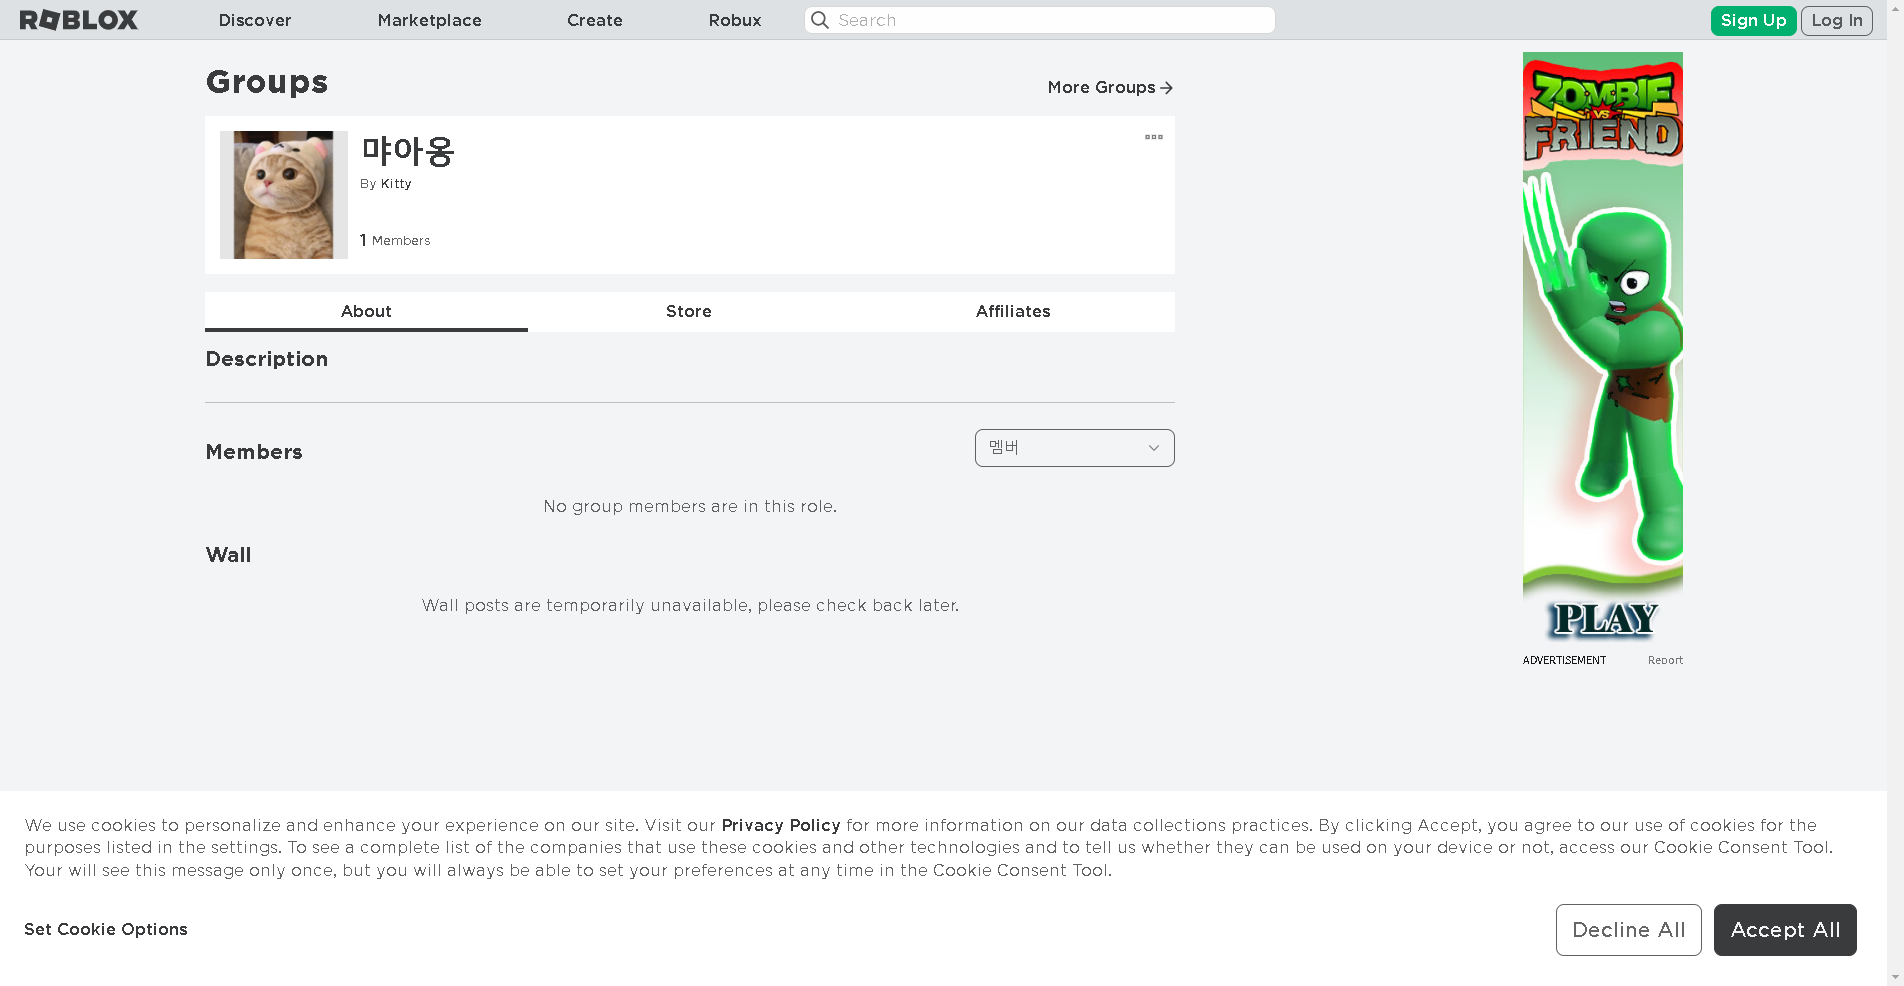 ROBLOX
Discover
Marketplace
Create
Robux
Search
Sign Up
Log In
Groups
More Groups
먀아옹
By Kitty
1 Members
About
Store
Affiliates
Description
Members
멤버
No group members are in this role.
Wall
Wall posts are temporarily unavailable, please check back later.
ZOMBIE
VS
FRIEND
PLAY
ADVERTISEMENT
Report
We use cookies to personalize and enhance your experience on our site. Visit our Privacy Policy for more information on our data collections practices. By clicking Accept, you agree to our use of cookies for the
purposes listed in the settings. To see a complete list of the companies that use these cookies and other technologies and to tell us whether they can be used on your device or not, access our Cookie Consent Tool.
Your will see this message only once, but you will always be able to set your preferences at any time in the Cookie Consent Tool.
Set Cookie Options
Decline All
Accept All